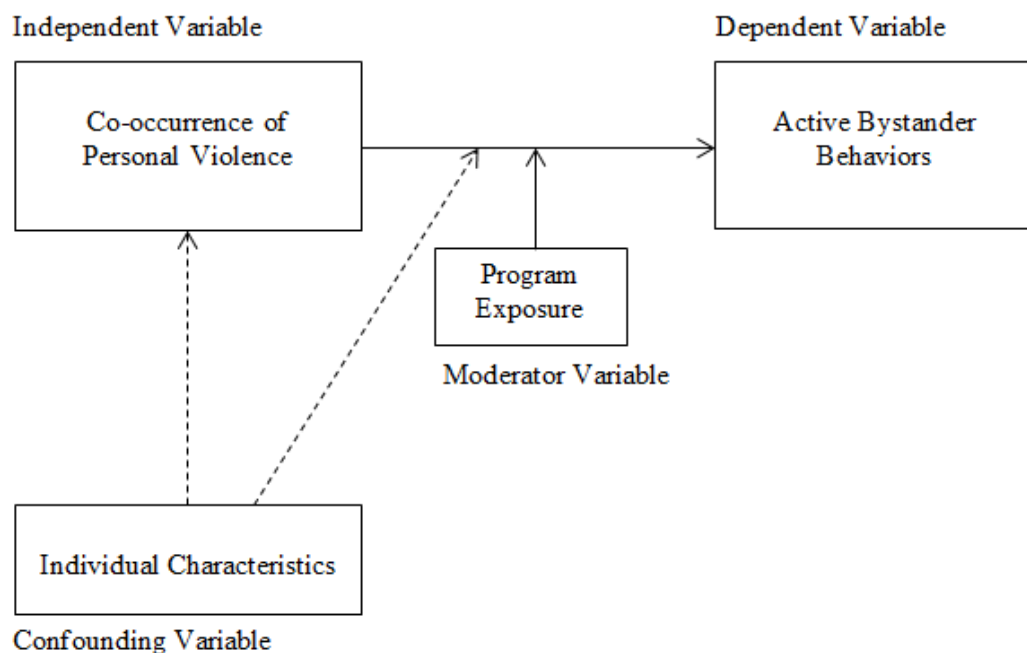 Independent Variable
Dependent Variable
Co-occurrence of
Personal Violence
Active Bystander
Behaviors
Program
Exposure
Moderator Variable
Individual Characteristics
Confounding Variable